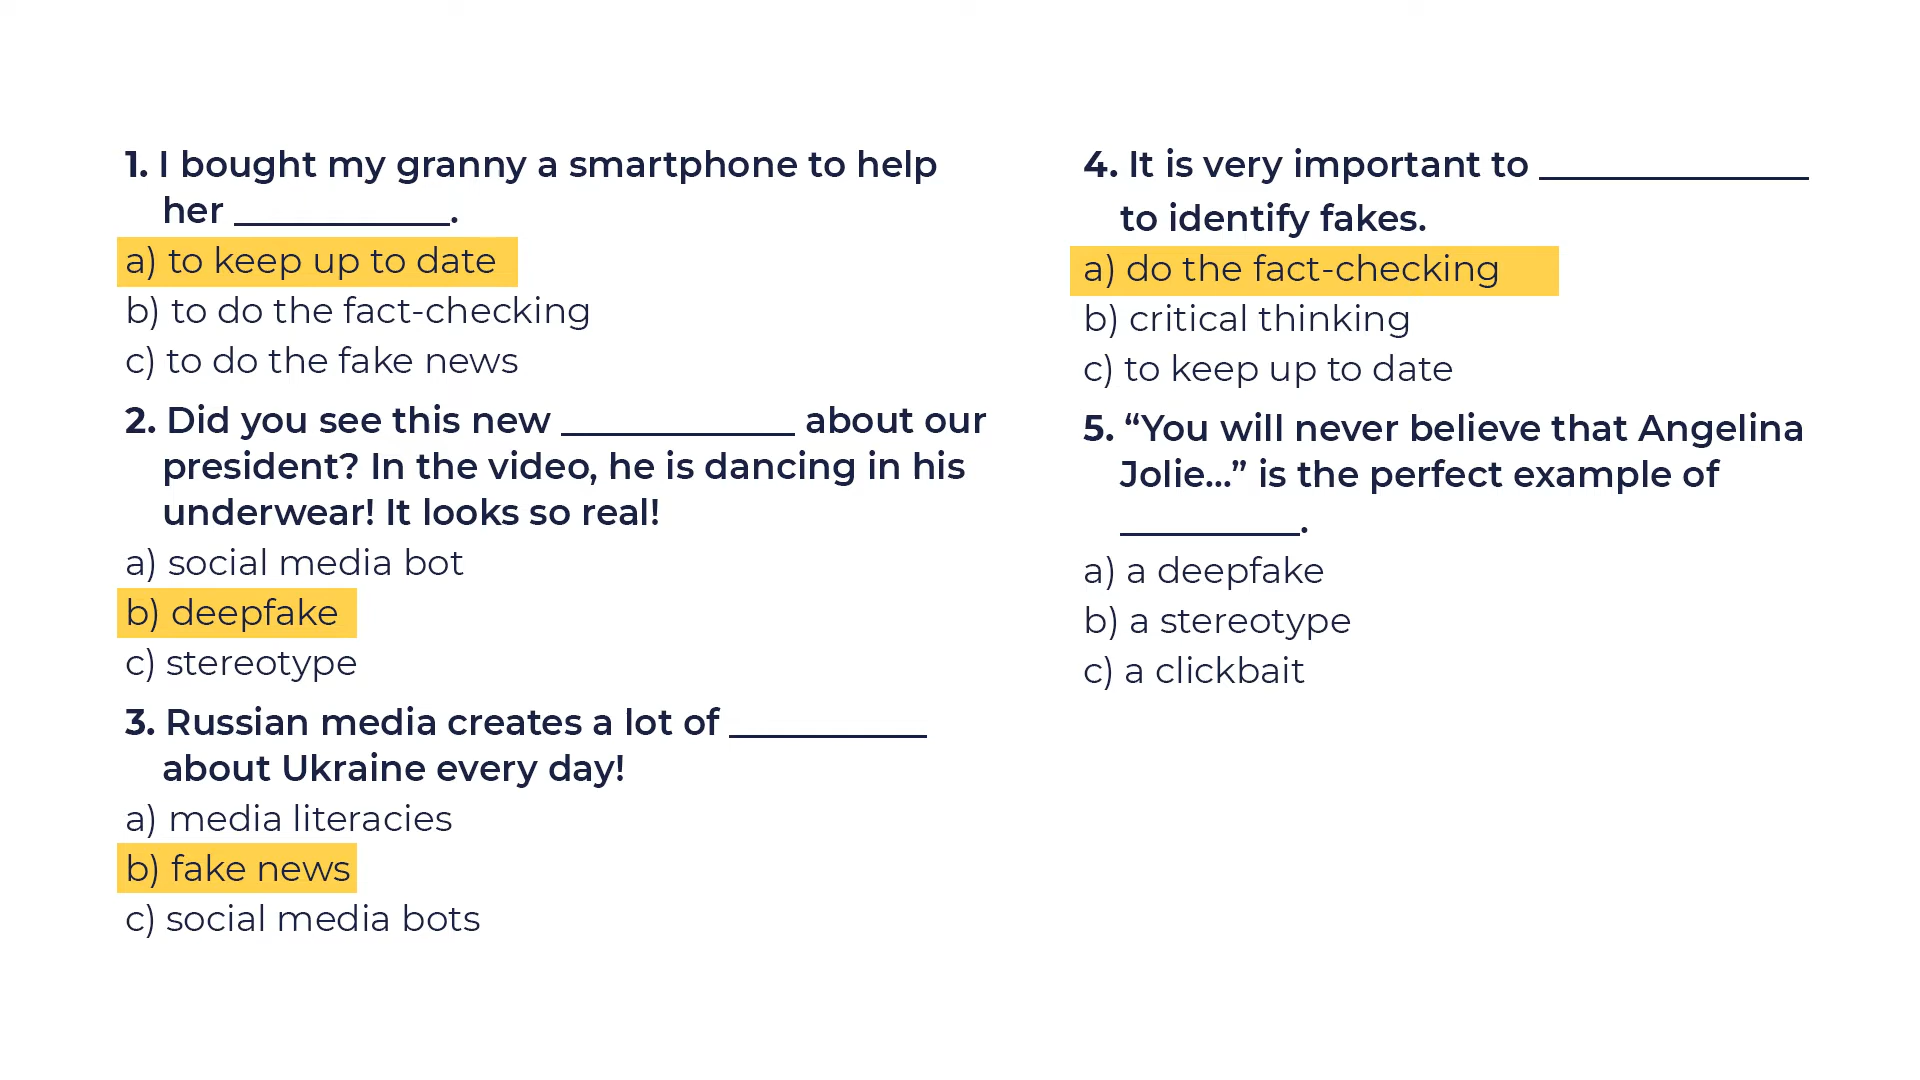 1. I bought my granny a smartphone to help
her ____________.
a) to keep up to date
b) to do the fact-checking
c) to do the fake news
2. Did you see this new _____________ about our
president? In the video, he is dancing in his
underwear! It looks so real!
a) social media bot
b) deepfake
c) stereotype
3. Russian media creates a lot of ___________
about Ukraine every day!
a) media literacies
b) fake news
c) social media bots
4. It is very important to _______________
to identify fakes.
a) do the fact-checking
b) critical thinking
c) to keep up to date
5. “You will never believe that Angelina
Jolie...” is the perfect example of
__________.
a) a deepfake
b) a stereotype
c) a clickbait